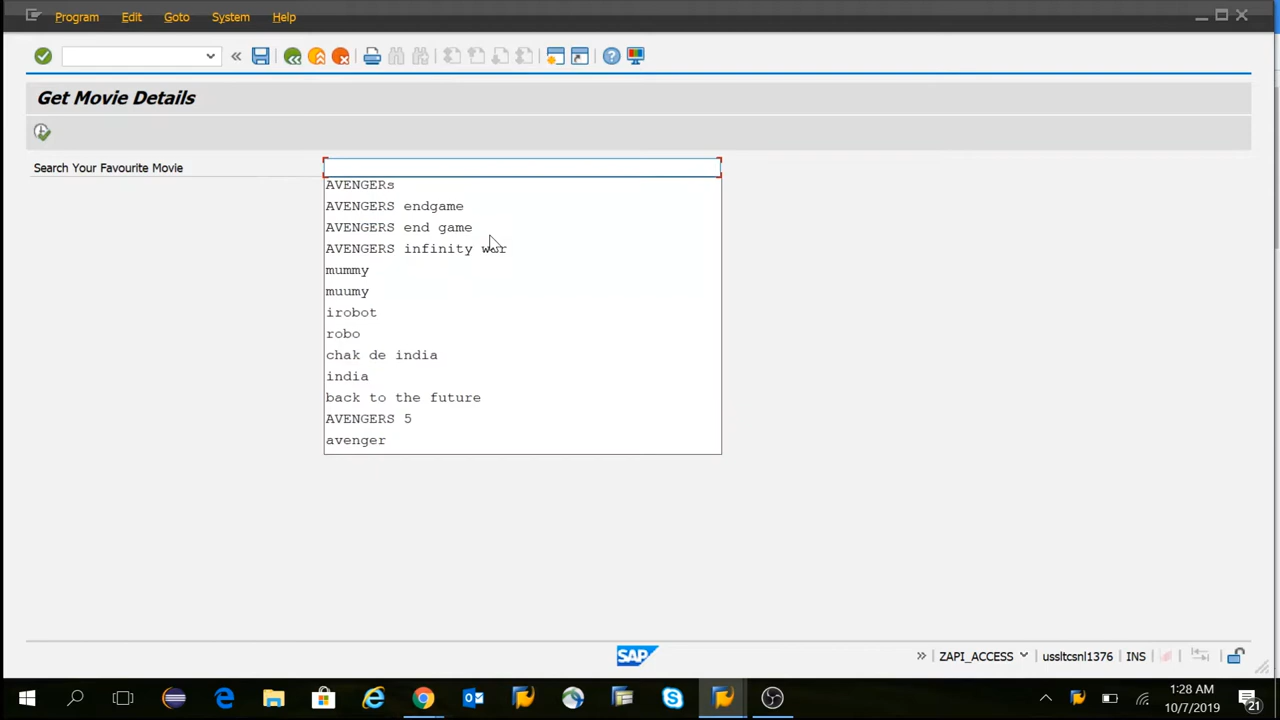 Program Edit Goto System Help
Get Movie Details
Search Your Favourite Movie
AVENGERs
AVENGERS endgame
AVENGERS end game
AVENGERS infinity war
mummy
muumy
irobot
robo
chak de india
india
back to the future
AVENGERS 5
avenger
SAP
ZAPI_ACCESS ussltcsnl1376 INS
1:28 AM
10/7/2019
21